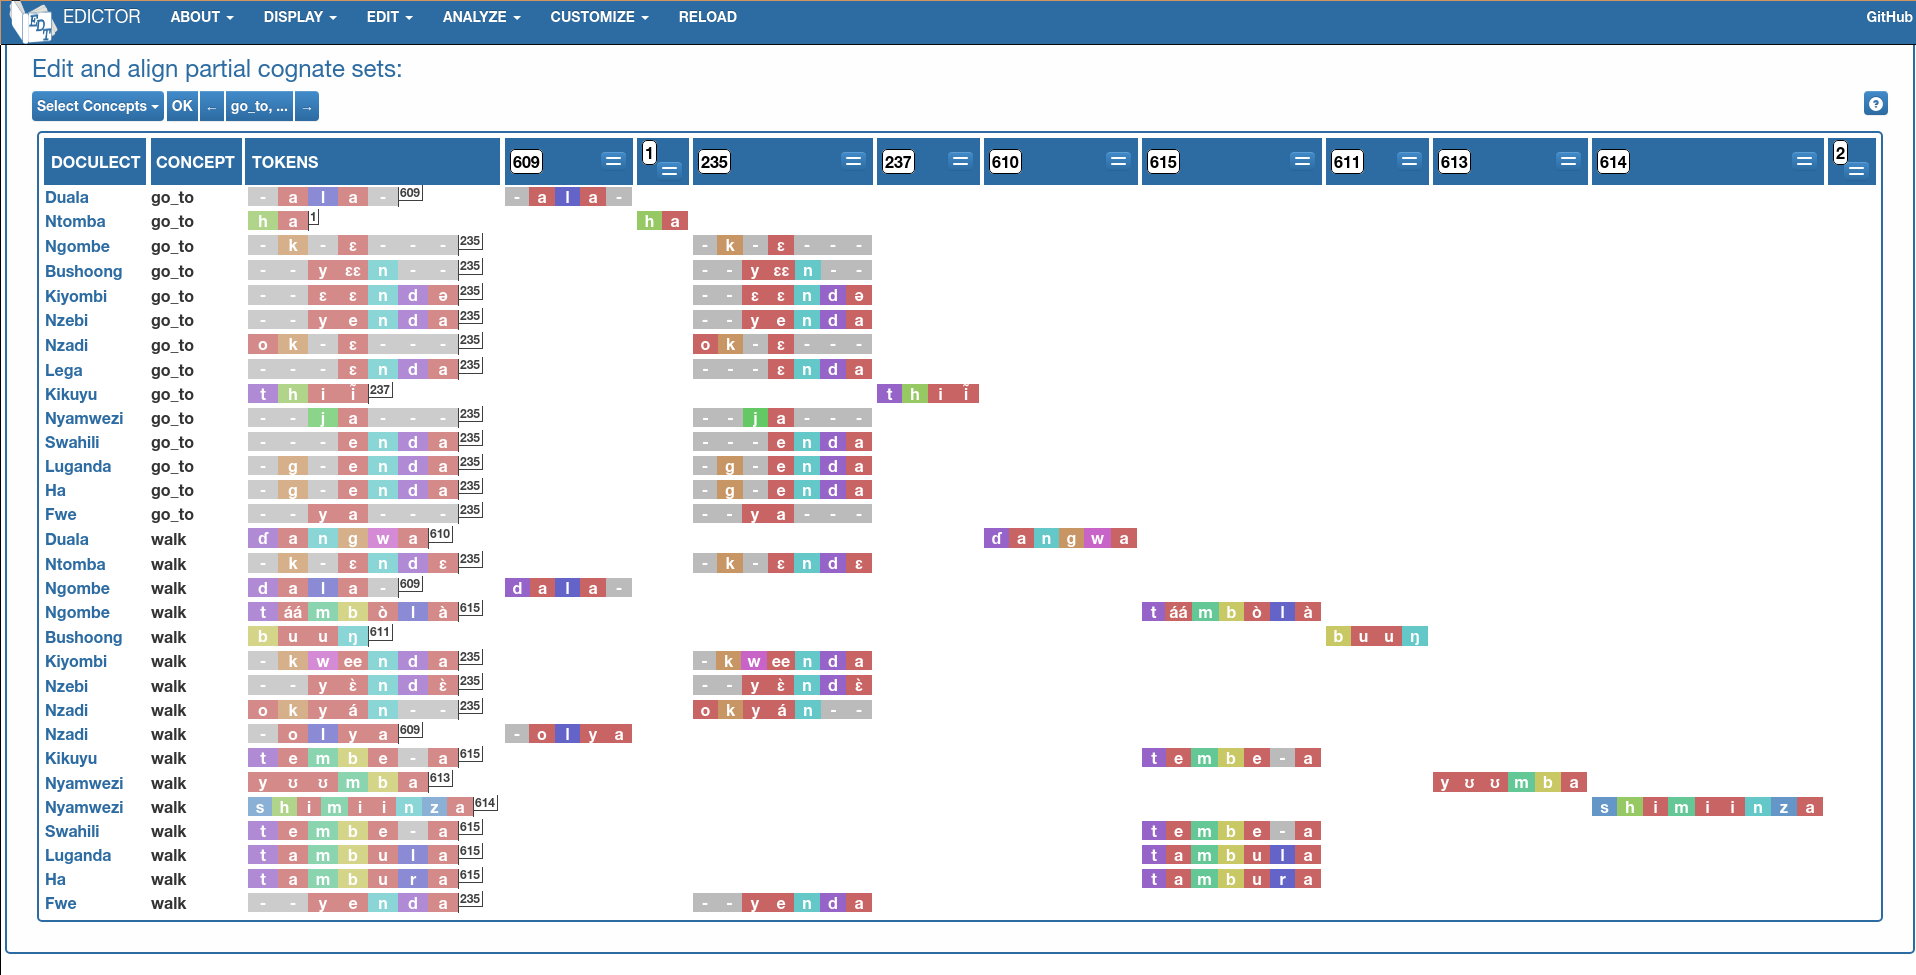 EDICTOR ABOUT DISPLAY EDIT ANALYZE CUSTOMIZE RELOAD GitHub
Edit and align partial cognate sets:
Select Concepts OK ← go_to, ... → ?
DOCULECT CONCEPT TOKENS 609 1 235 237 610 615 611 613 614 2
Duala go_to - a l a - 609 - a l a -
Ntomba go_to h a 1 h a
Ngombe go_to - k - ɛ - - - 235 - k - ɛ - - -
Bushoong go_to - - y ɛɛ n - - 235 - - y ɛɛ n - -
Kiyombi go_to - - ɛ ɛ n d ə 235 - - ɛ ɛ n d ə
Nzebi go_to - - y e n d a 235 - - y e n d a
Nzadi go_to o k - ɛ - - - 235 o k - ɛ - - -
Lega go_to - - - ɛ n d a 235 - - - ɛ n d a
Kikuyu go_to t h i ĩ 237 t h i ĩ
Nyamwezi go_to - - j a - - - 235 - - j a - - -
Swahili go_to - - - e n d a 235 - - - e n d a
Luganda go_to - g - e n d a 235 - g - e n d a
Ha go_to - g - e n d a 235 - g - e n d a
Fwe go_to - - y a - - - 235 - - y a - - -
Duala walk ɗ a n g w a 610 ɗ a n g w a
Ntomba walk - k - ɛ n d ɛ 235 - k - ɛ n d ɛ
Ngombe walk d a l a - 609 d a l a -
Ngombe walk t áá m b ò l à 615 t áá m b ò l à
Bushoong walk b u u ŋ 611 b u u ŋ
Kiyombi walk - k w ee n d a 235 - k w ee n d a
Nzebi walk - - y ɛ̀ n d ɛ̀ 235 - - y ɛ̀ n d ɛ̀
Nzadi walk o k y á n - - 235 o k y á n - -
Nzadi walk - o l y a 609 - o l y a
Kikuyu walk t e m b e - a 615 t e m b e - a
Nyamwezi walk y ʊ ʊ m b a 613 y ʊ ʊ m b a
Nyamwezi walk s h i m i i n z a 614 s h i m i i n z a
Swahili walk t e m b e - a 615 t e m b e - a
Luganda walk t a m b u l a 615 t a m b u l a
Ha walk t a m b u r a 615 t a m b u r a
Fwe walk - - y e n d a 235 - - y e n d a